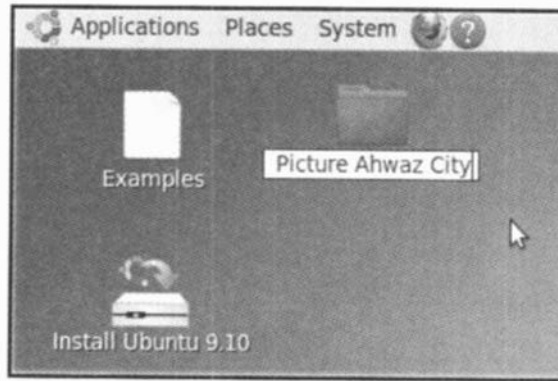 Applications Places System ?
Examples
Picture Ahwaz City
Install Ubuntu 9.10